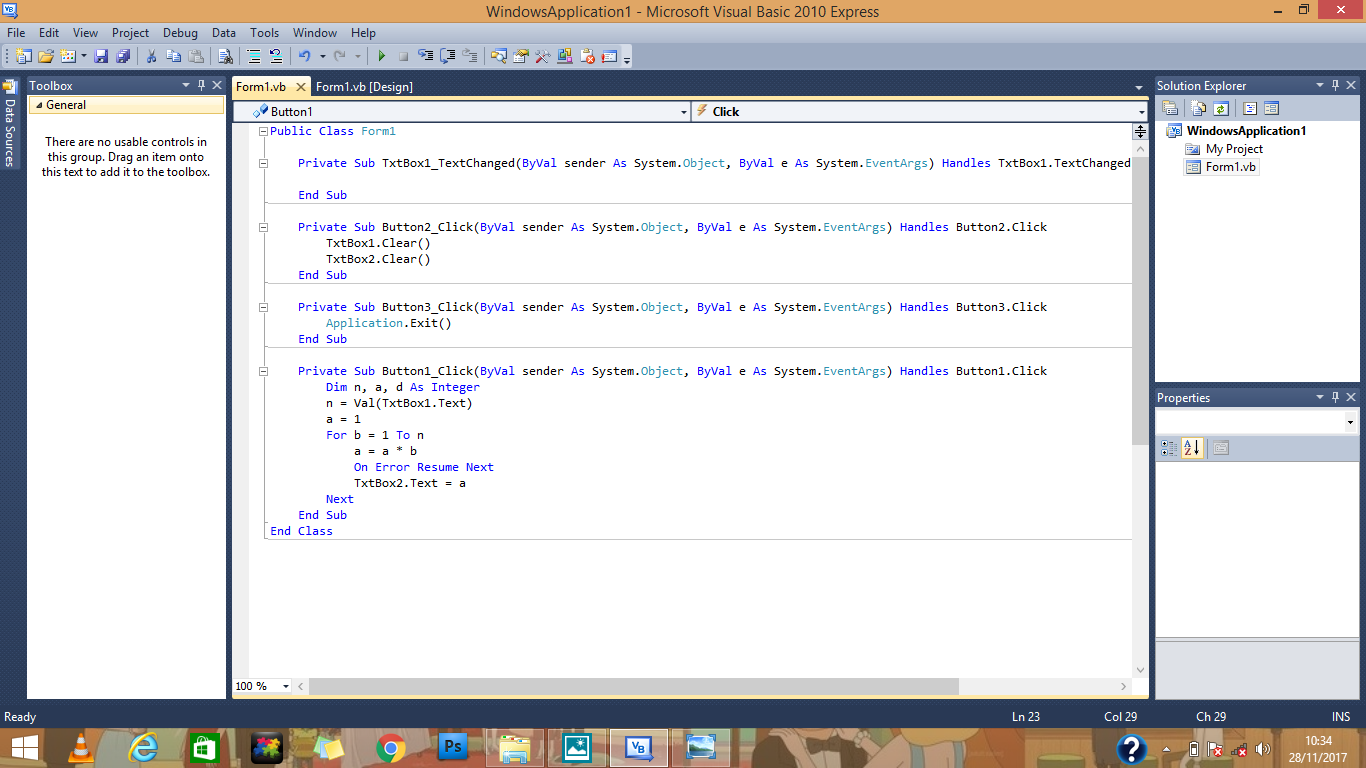 WindowsApplication1 - Microsoft Visual Basic 2010 Express
File Edit View Project Debug Data Tools Window Help
Data Sources
Toolbox
General
There are no usable controls in
this group. Drag an item onto
this text to add it to the toolbox.
Form1.vb Form1.vb [Design]
Button1 Click
Public Class Form1
Private Sub TxtBox1_TextChanged(ByVal sender As System.Object, ByVal e As System.EventArgs) Handles TxtBox1.TextChanged
End Sub
Private Sub Button2_Click(ByVal sender As System.Object, ByVal e As System.EventArgs) Handles Button2.Click
TxtBox1.Clear()
TxtBox2.Clear()
End Sub
Private Sub Button3_Click(ByVal sender As System.Object, ByVal e As System.EventArgs) Handles Button3.Click
Application.Exit()
End Sub
Private Sub Button1_Click(ByVal sender As System.Object, ByVal e As System.EventArgs) Handles Button1.Click
Dim n, a, d As Integer
n = Val(TxtBox1.Text)
a = 1
For b = 1 To n
a = a * b
On Error Resume Next
TxtBox2.Text = a
Next
End Sub
End Class
100 %
Solution Explorer
WindowsApplication1
My Project
Form1.vb
Properties
Ready Ln 23 Col 29 Ch 29 INS
Ps
VB
10:34
28/11/2017